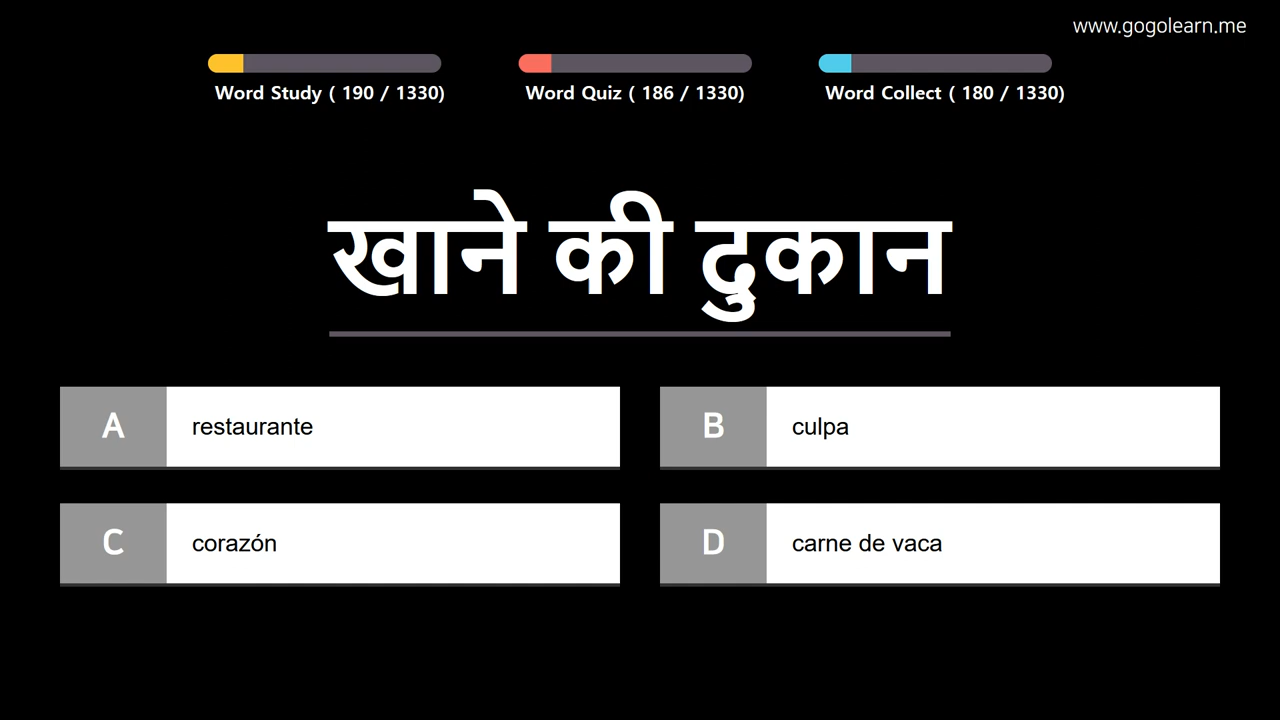 www.gogolearn.me
Word Study ( 190 / 1330)
Word Quiz ( 186 / 1330)
Word Collect ( 180 / 1330)
खाने की दुकान
A restaurante
B culpa
C corazón
D carne de vaca